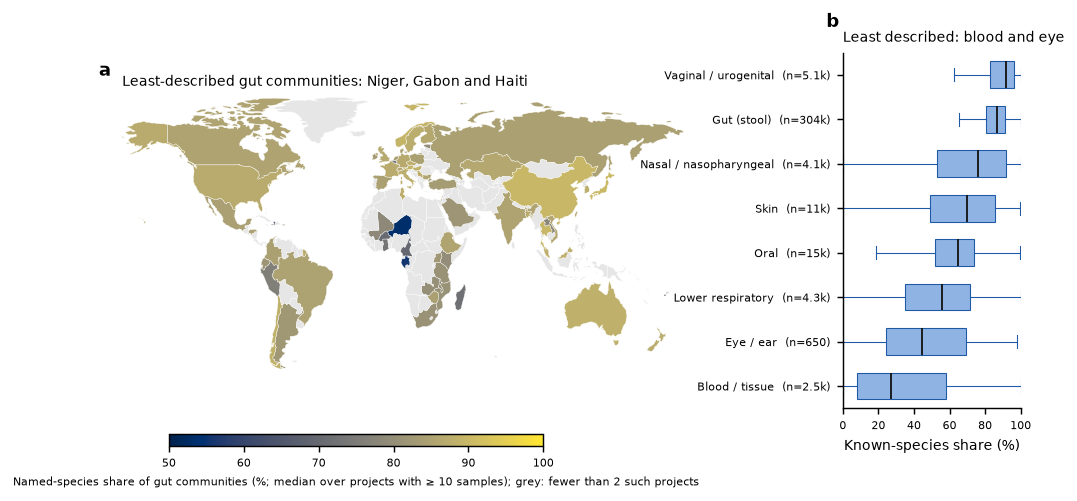 a
Least-described gut communities: Niger, Gabon and Haiti
50 60 70 80 90 100
Named-species share of gut communities (%; median over projects with ≥ 10 samples); grey: fewer than 2 such projects
b
Least described: blood and eye
Vaginal / urogental (n=5.1k)
Gut (stool) (n=304k)
Nasal / nasopharyngeal (n=4.1k)
Skin (n=11k)
Oral (n=15k)
Lower respiratory (n=4.3k)
Eye / ear (n=650)
Blood / tissue (n=2.5k)
0 20 40 60 80 100
Known-species share (%)